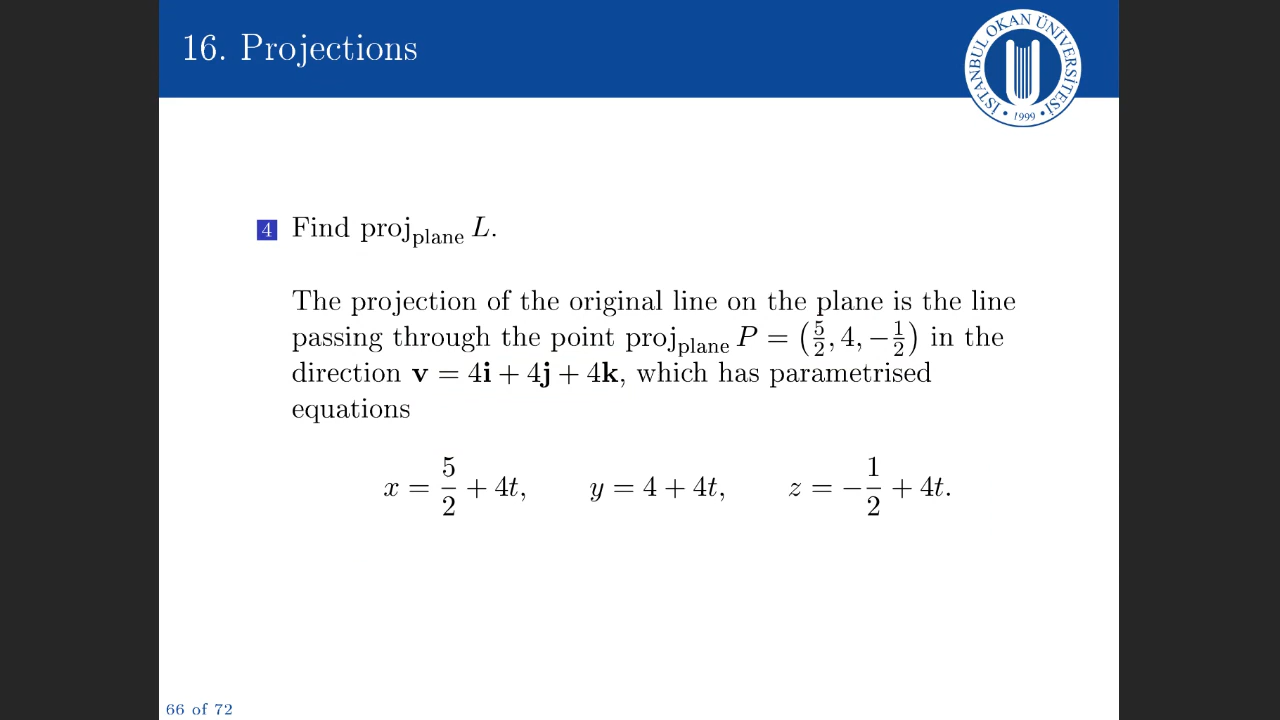 16. Projections
İSTANBUL OKAN ÜNİVERSİTESİ
• 1999 •
4 Find proj_plane L.
The projection of the original line on the plane is the line
passing through the point proj_plane P = (5/2, 4, −1/2) in the
direction v = 4i + 4j + 4k, which has parametrised
equations
x = 5/2 + 4t, y = 4 + 4t, z = −1/2 + 4t.
66 of 72